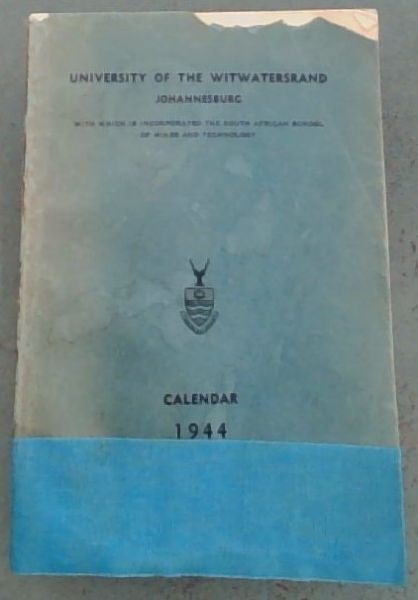 UNIVERSITY OF THE WITWATERSRAND
JOHANNESBURG
WITH WHICH IS INCORPORATED THE SOUTH AFRICAN SCHOOL
OF MINES AND TECHNOLOGY
CALENDAR
1944